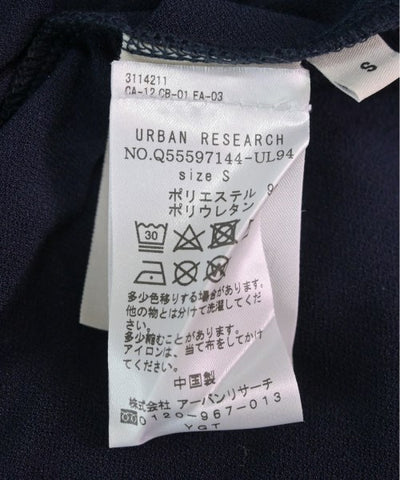 3114211
CA-12 CB-01 FA-03
URBAN RESEARCH
NO.Q55597144-UL94
size S
ポリエステル 9
ポリウレタン
30
多少色移りする場合があります。
他の物とは分けて洗濯してくださ
い。
多少縮むことがあります。
アイロンは、当て布をしてかけ
てください。
中国製
株式会社 アーバンリサーチ
0120-967-013
YGT
S